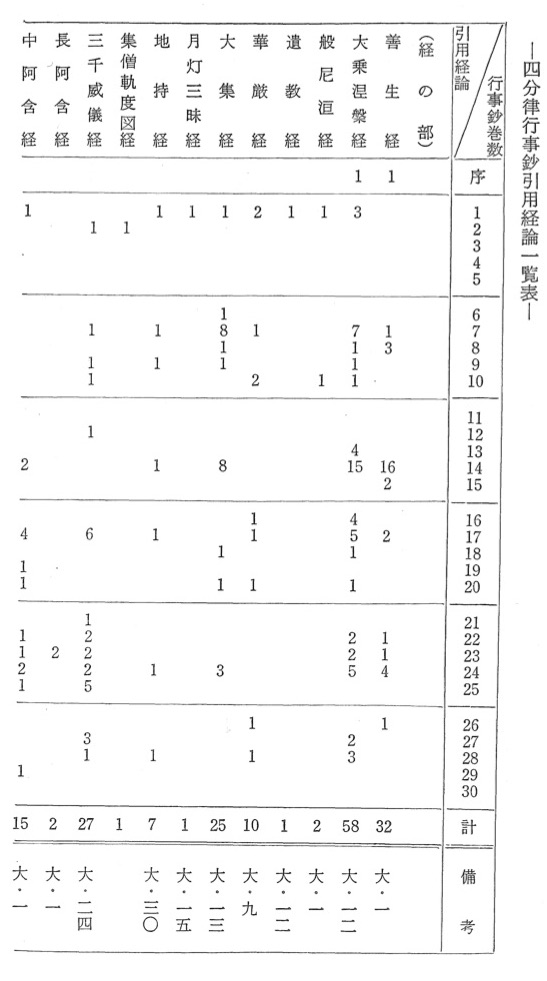 ―四分律行事鈔引用経論一覧表―
行事鈔巻数
引用経論
序 1 2 3 4 5 6 7 8 9 10 11 12 13 14 15 16 17 18 19 20 21 22 23 24 25 26 27 28 29 30 計 備考
(経の部)
善生経 1 1 3 16 2 2 1 1 4 1 32 大・一
大乗涅槃経 1 3 7 1 1 1 4 15 4 5 1 1 2 2 5 2 3 58 大・一二
般尼洹経 1 1 2 大・一
遺教経 1 1 大・一二
華厳経 2 1 2 1 1 1 1 1 10 大・九
大集経 1 1 8 1 1 8 1 1 3 25 大・一三
月灯三昧経 1 1 大・一五
地持経 1 1 1 1 1 1 1 7 大・三〇
集僧軌度図経 1 1
三千威儀経 1 1 1 1 1 6 1 2 2 2 5 3 1 27 大・二四
長阿含経 2 2 大・一
中阿含経 1 2 4 1 1 1 1 2 1 1 15 大・一